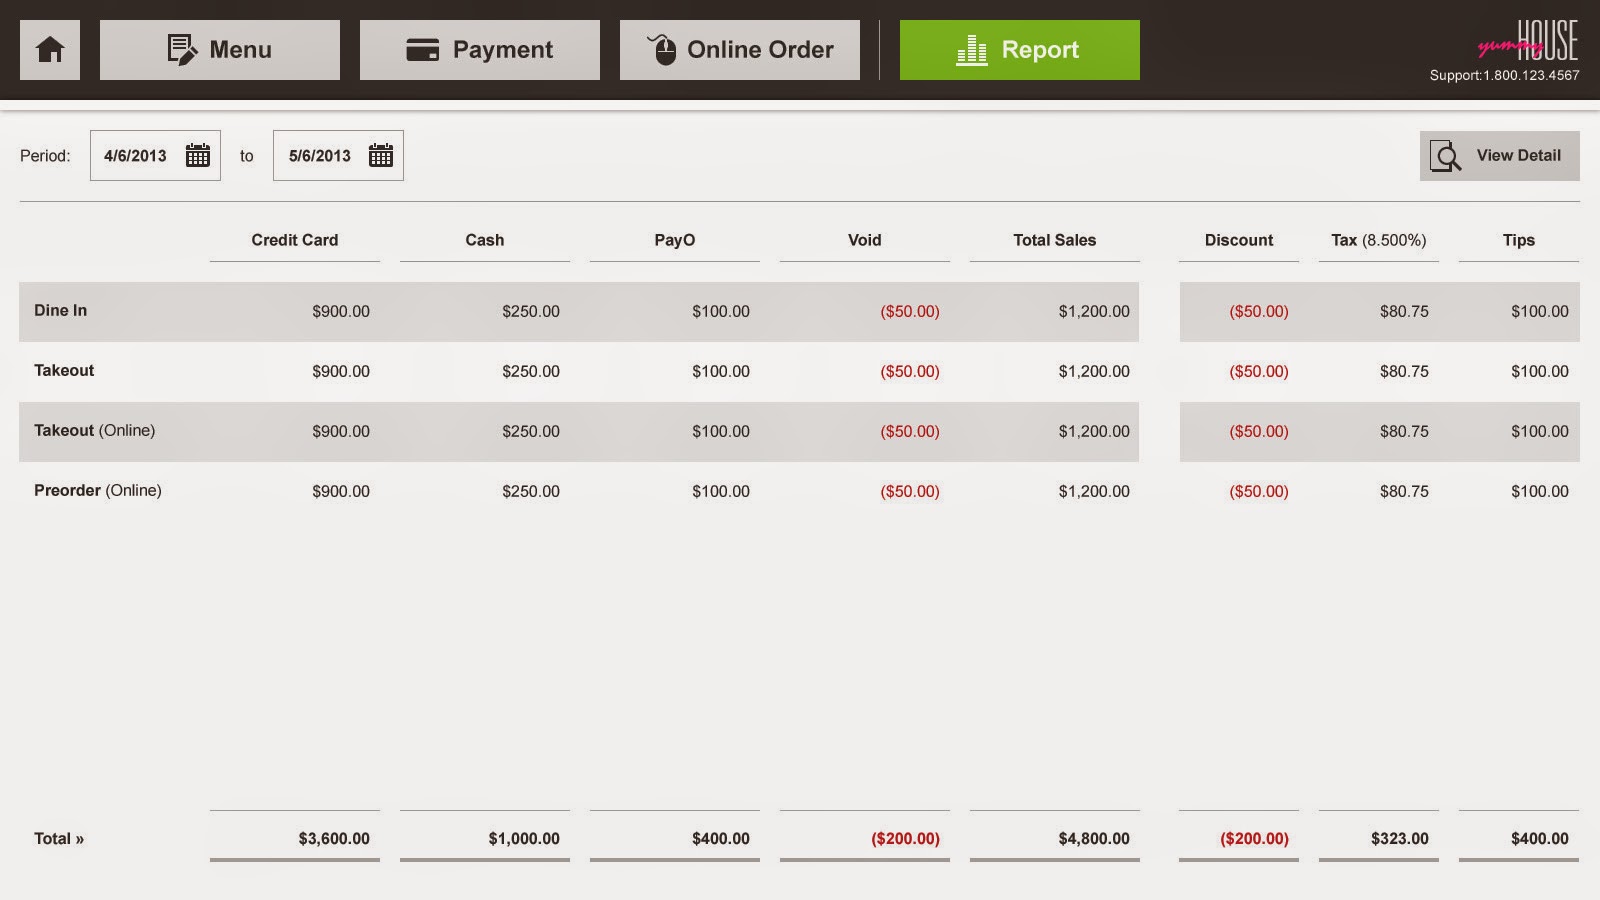 Menu
Payment
Online Order
Report
yummy HOUSE
Support:1.800.123.4567
Period: 4/6/2013 to 5/6/2013
View Detail
Credit Card Cash PayO Void Total Sales Discount Tax (8.500%) Tips
Dine In $900.00 $250.00 $100.00 ($50.00) $1,200.00 ($50.00) $80.75 $100.00
Takeout $900.00 $250.00 $100.00 ($50.00) $1,200.00 ($50.00) $80.75 $100.00
Takeout (Online) $900.00 $250.00 $100.00 ($50.00) $1,200.00 ($50.00) $80.75 $100.00
Preorder (Online) $900.00 $250.00 $100.00 ($50.00) $1,200.00 ($50.00) $80.75 $100.00
Total » $3,600.00 $1,000.00 $400.00 ($200.00) $4,800.00 ($200.00) $323.00 $400.00